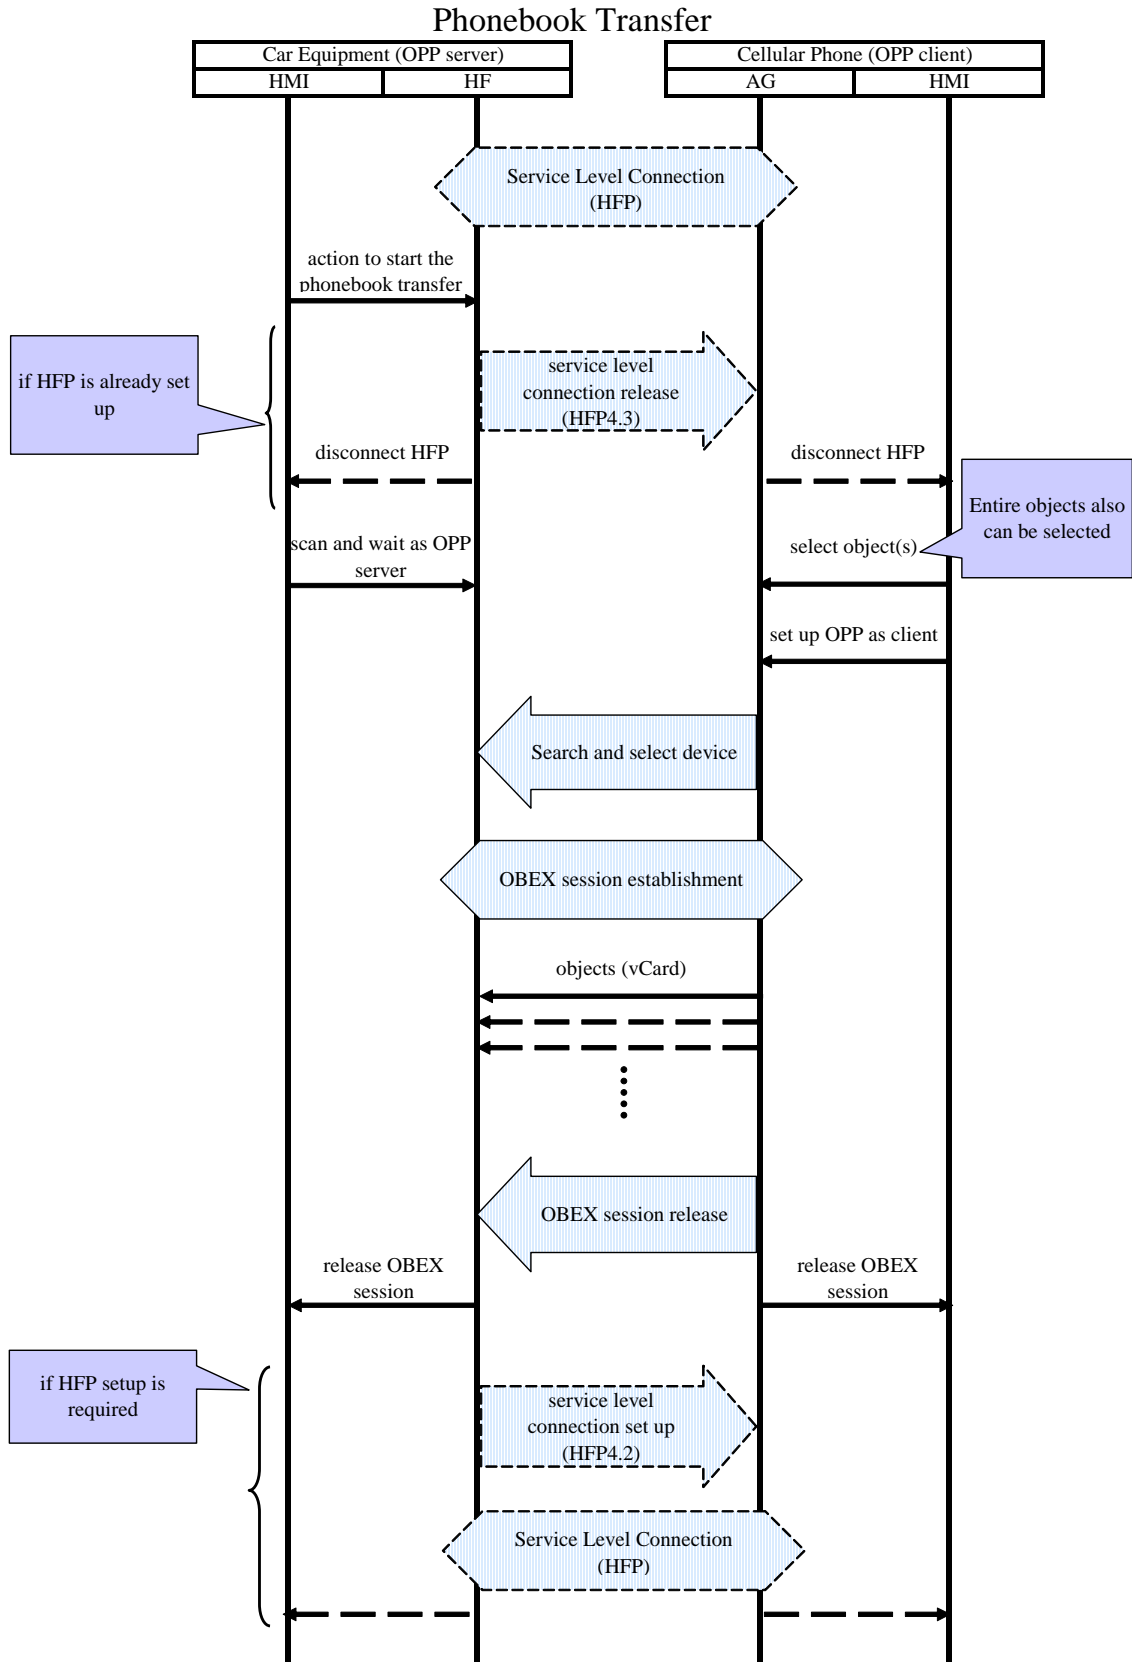 Phonebook Transfer
Car Equipment (OPP server)
Cellular Phone (OPP client)
HMI
HF
AG
HMI
Service Level Connection
(HFP)
action to start the
phonebook transfer
if HFP is already set
up
service level
connection release
(HFP4.3)
disconnect HFP
disconnect HFP
Entire objects also
can be selected
scan and wait as OPP
server
select object(s)
set up OPP as client
Search and select device
OBEX session establishment
objects (vCard)
OBEX session release
release OBEX
session
release OBEX
session
if HFP setup is
required
service level
connection set up
(HFP4.2)
Service Level Connection
(HFP)